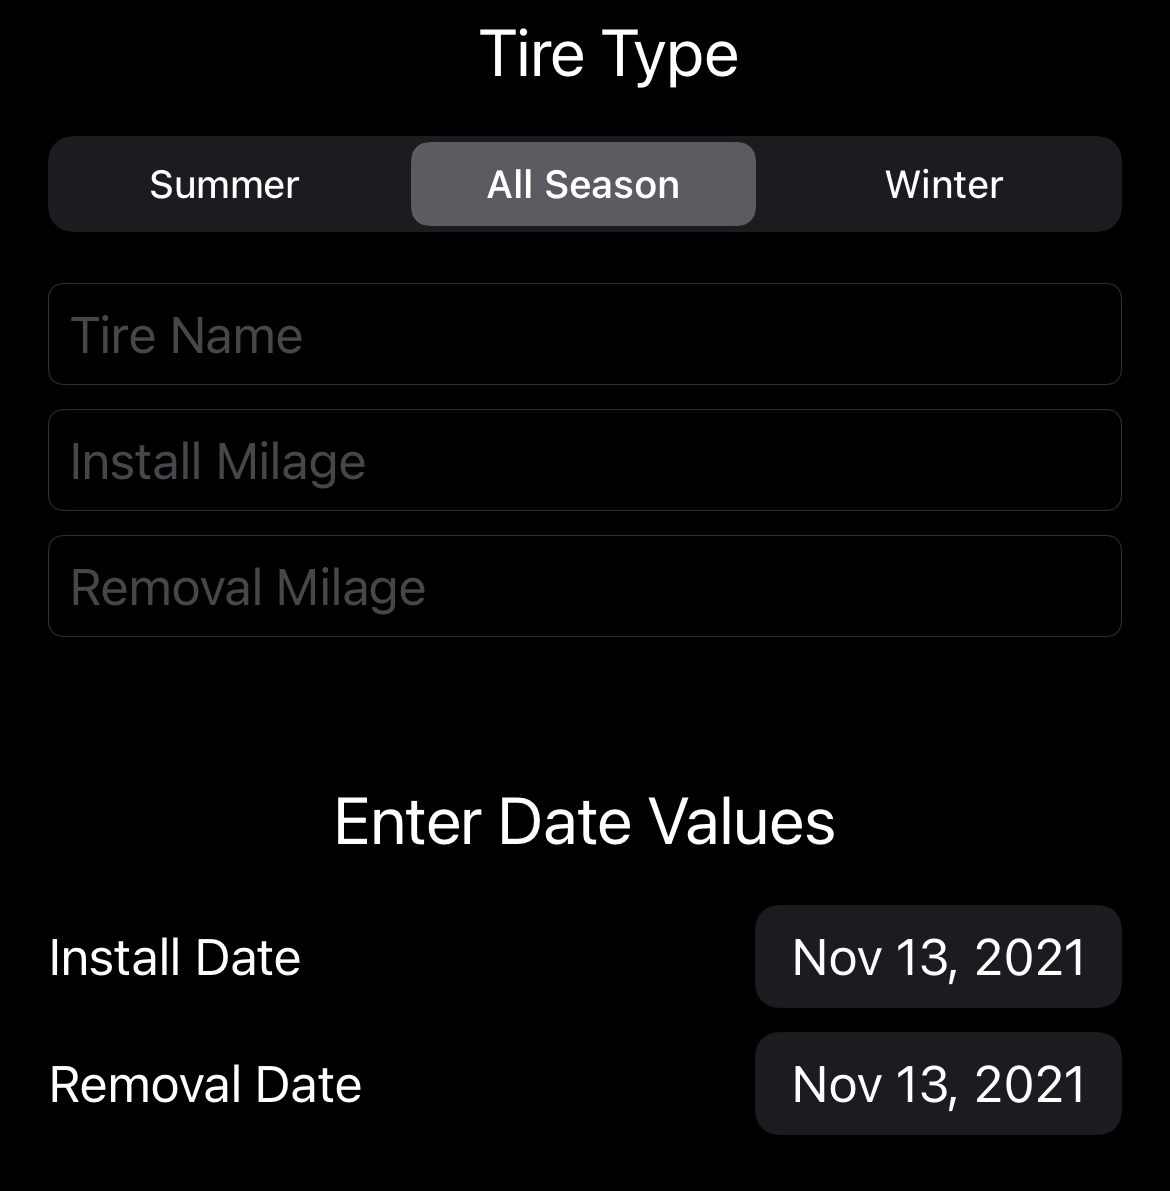 Tire Type
Summer All Season Winter
Tire Name
Install Milage
Removal Milage
Enter Date Values
Install Date Nov 13, 2021
Removal Date Nov 13, 2021